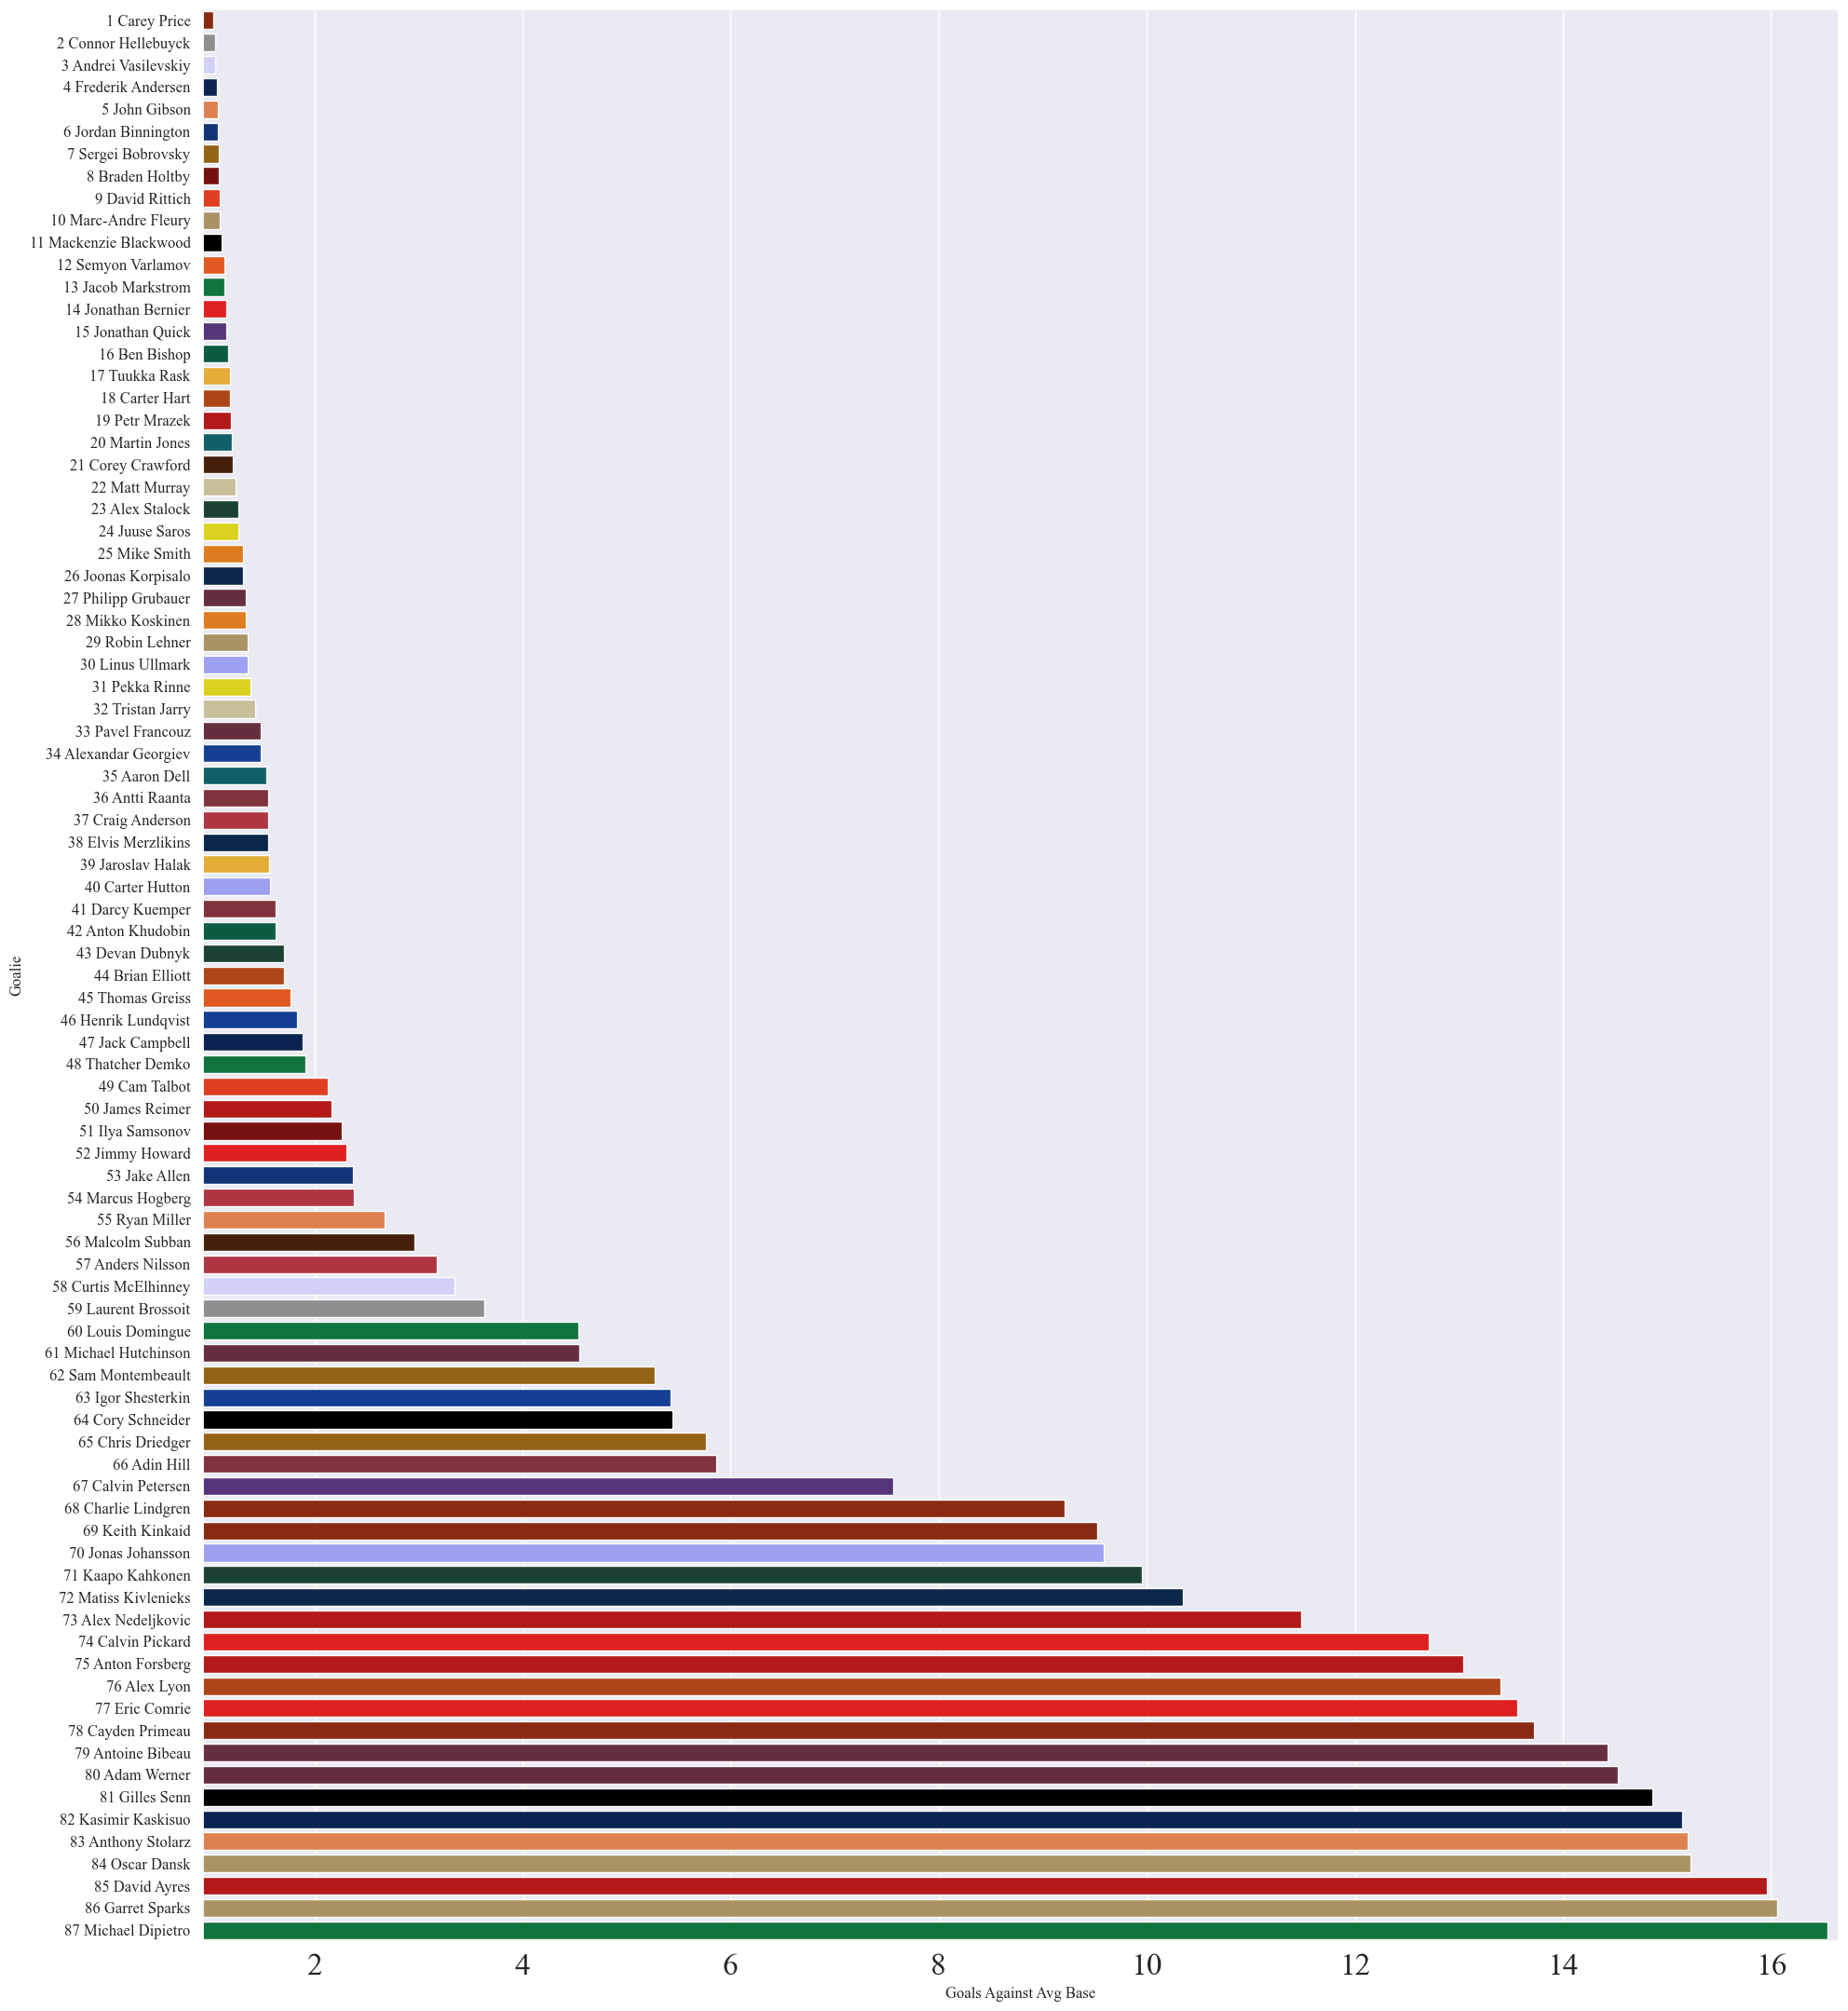 1 Carey Price
2 Connor Hellebuyck
3 Andrei Vasilevskiy
4 Frederik Andersen
5 John Gibson
6 Jordan Binnington
7 Sergei Bobrovsky
8 Braden Holtby
9 David Rittich
10 Marc-Andre Fleury
11 Mackenzie Blackwood
12 Semyon Varlamov
13 Jacob Markstrom
14 Jonathan Bernier
15 Jonathan Quick
16 Ben Bishop
17 Tuukka Rask
18 Carter Hart
19 Petr Mrazek
20 Martin Jones
21 Corey Crawford
22 Matt Murray
23 Alex Stalock
24 Juuse Saros
25 Mike Smith
26 Joonas Korpisalo
27 Philipp Grubauer
28 Mikko Koskinen
29 Robin Lehner
30 Linus Ullmark
31 Pekka Rinne
32 Tristan Jarry
33 Pavel Francouz
34 Alexandar Georgiev
35 Aaron Dell
36 Antti Raanta
37 Craig Anderson
38 Elvis Merzlikins
39 Jaroslav Halak
40 Carter Hutton
41 Darcy Kuemper
42 Anton Khudobin
43 Devan Dubnyk
44 Brian Elliott
45 Thomas Greiss
46 Henrik Lundqvist
47 Jack Campbell
48 Thatcher Demko
49 Cam Talbot
50 James Reimer
51 Ilya Samsonov
52 Jimmy Howard
53 Jake Allen
54 Marcus Hogberg
55 Ryan Miller
56 Malcolm Subban
57 Anders Nilsson
58 Curtis McElhinney
59 Laurent Brossoit
60 Louis Domingue
61 Michael Hutchinson
62 Sam Montembeault
63 Igor Shesterkin
64 Cory Schneider
65 Chris Driedger
66 Adin Hill
67 Calvin Petersen
68 Charlie Lindgren
69 Keith Kinkaid
70 Jonas Johansson
71 Kaapo Kahkonen
72 Matiss Kivlenieks
73 Alex Nedeljkovic
74 Calvin Pickard
75 Anton Forsberg
76 Alex Lyon
77 Eric Comrie
78 Cayden Primeau
79 Antoine Bibeau
80 Adam Werner
81 Gilles Senn
82 Kasimir Kaskisuo
83 Anthony Stolarz
84 Oscar Dansk
85 David Ayres
86 Garret Sparks
87 Michael Dipietro
Goalie
2 4 6 8 10 12 14 16
Goals Against Avg Base